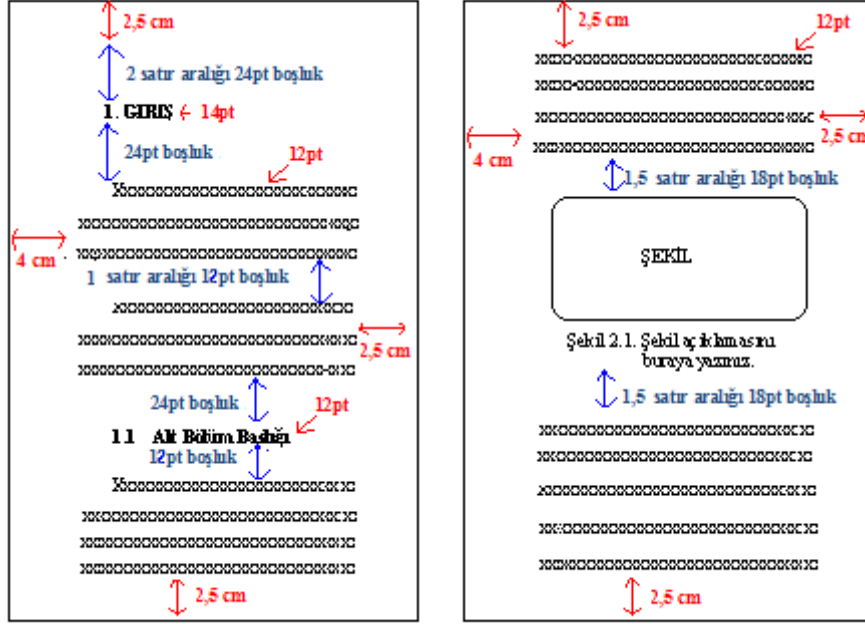 2,5 cm
2 satır aralığı 24pt boşluk
1. GIRIŞ 14pt
24pt boşluk
12pt
4 cm
1 satır aralığı 12pt boşluk
2,5 cm
24pt boşluk
12pt
1.1 Alt Bölüm Başlığı
12pt boşluk
2,5 cm
2,5 cm
12pt
2,5 cm
4 cm
1,5 satır aralığı 18pt boşluk
ŞEKİL
Şekil 2.1. Şekil açıklamasını
buraya yazınız.
1,5 satır aralığı 18pt boşluk
2,5 cm